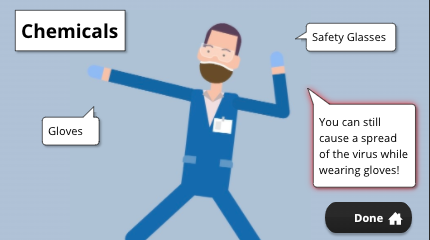 Chemicals
Safety Glasses
Gloves
You can still
cause a spread
of the virus while
wearing gloves!
Done